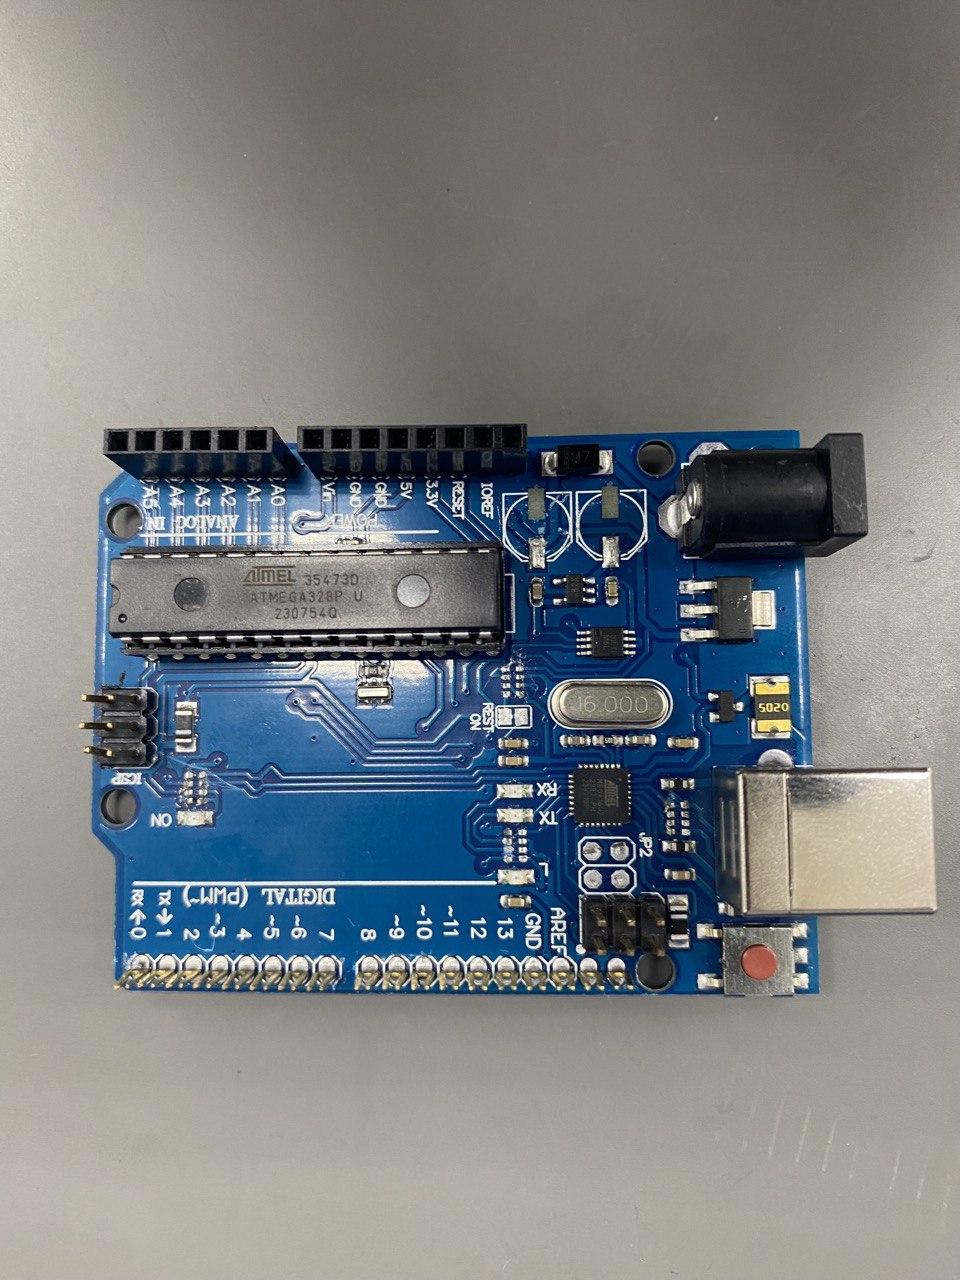 M7
A5
A4
A3
A2
A1
A0
Vin
GND
GND
5V
3.3V
RESET
IOREF
ANALOG IN
POWER
ATMEL 35473D
ATMEGA328P U
230754Q
16.000
5020
REST-ON
ICSP
ON
RX
TX
JP2
L
DIGITAL (PWM~)
RX←0
TX→1
2
~3
4
~5
~6
7
8
~9
~10
~11
12
13
GND
AREF